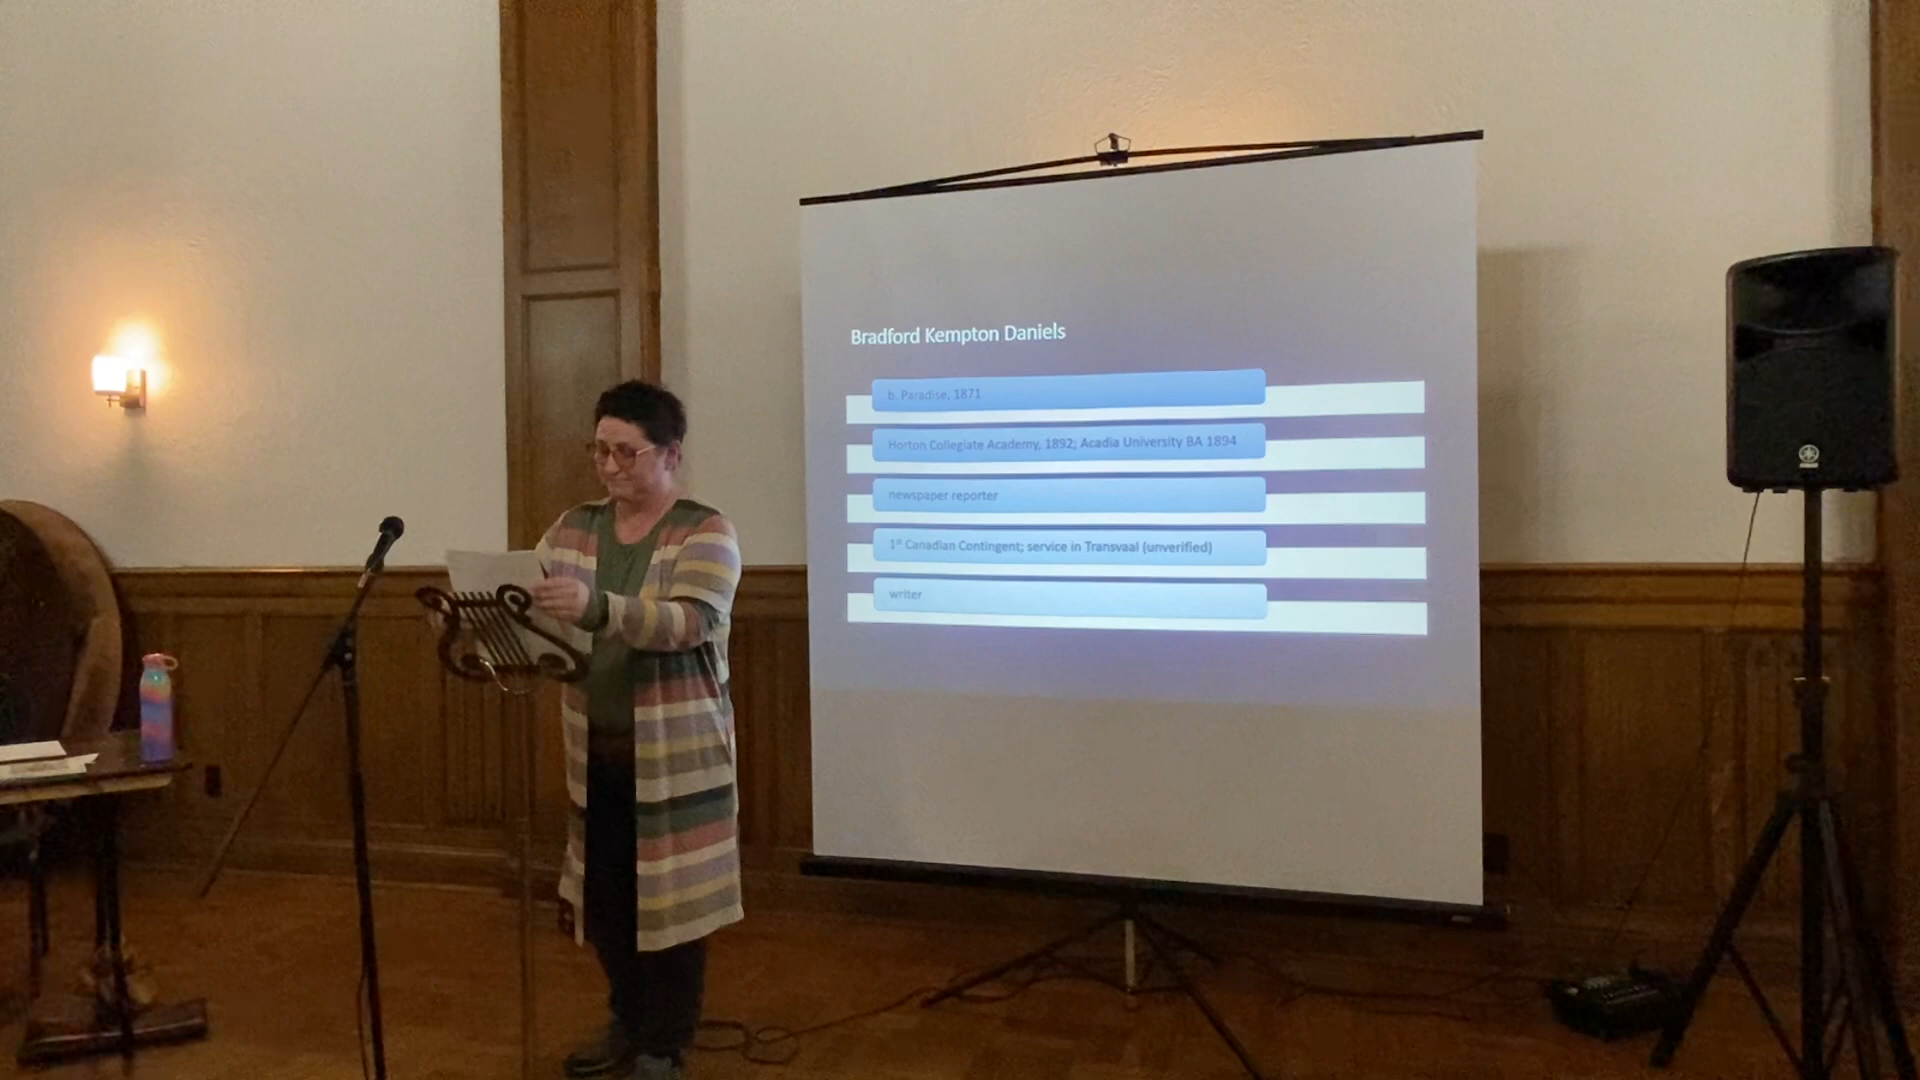 Bradford Kempton Daniels
b. Paradise, 1871
Horton Collegiate Academy, 1892; Acadia University BA 1894
newspaper reporter
1st Canadian Contingent; service in Transvaal (unverified)
writer